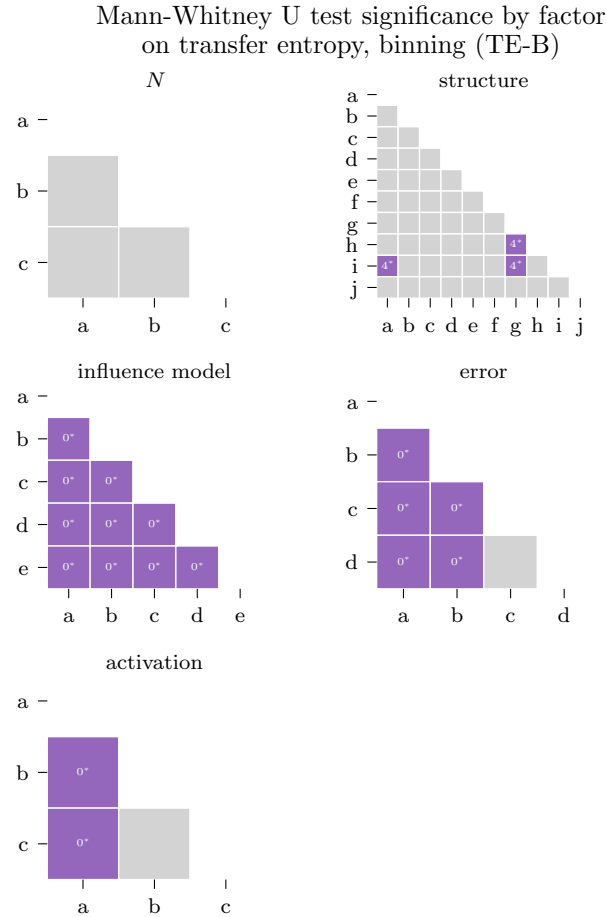 Mann-Whitney U test significance by factor
on transfer entropy, binning (TE-B)
N
a
b
c
a b c
structure
a
b
c
d
e
f
g
h 4*
i 4* 4*
j
a b c d e f g h i j
influence model
a
b 0*
c 0* 0*
d 0* 0* 0*
e 0* 0* 0* 0*
a b c d e
error
a
b 0*
c 0* 0*
d 0* 0*
a b c d
activation
a
b 0*
c 0*
a b c